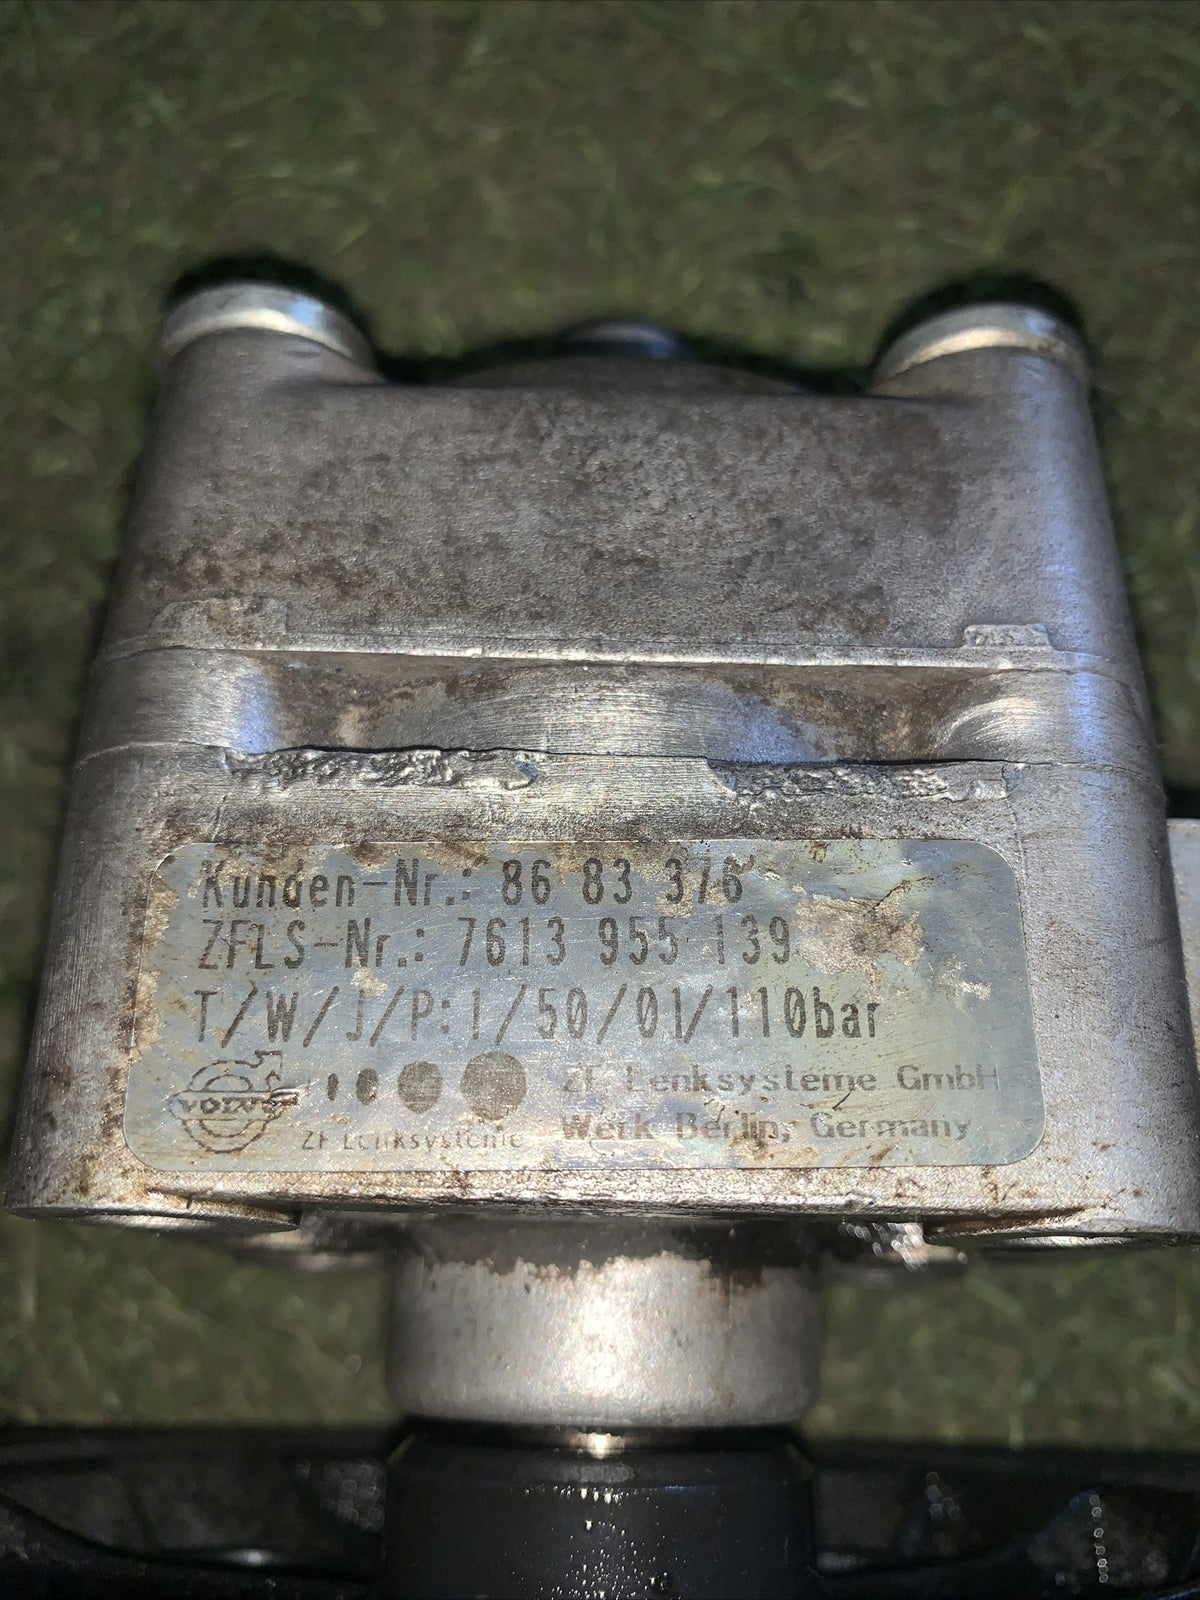 Kunden-Nr.: 86 83 376
ZFLS-Nr.: 7613 955 139
T/W/J/P:1/50/01/110bar
VOLVO
ZF Lenksysteme
ZF Lenksysteme GmbH
Werk Berlin, Germany